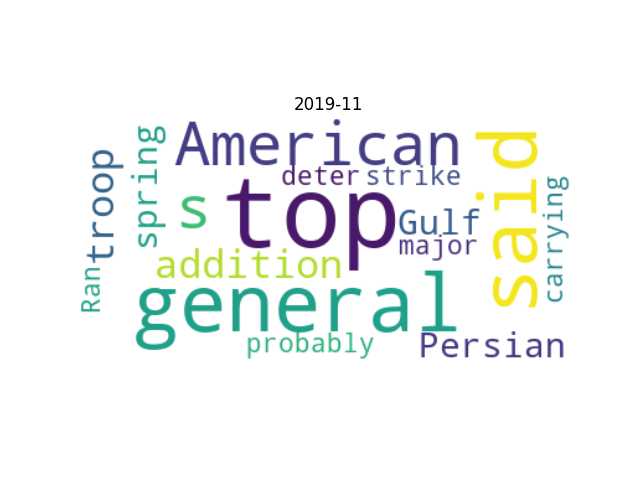 2019-11
American
said
spring
troop
deter
strike
top
s
carrying
Gulf
major
addition
Ran
general
probably
Persian